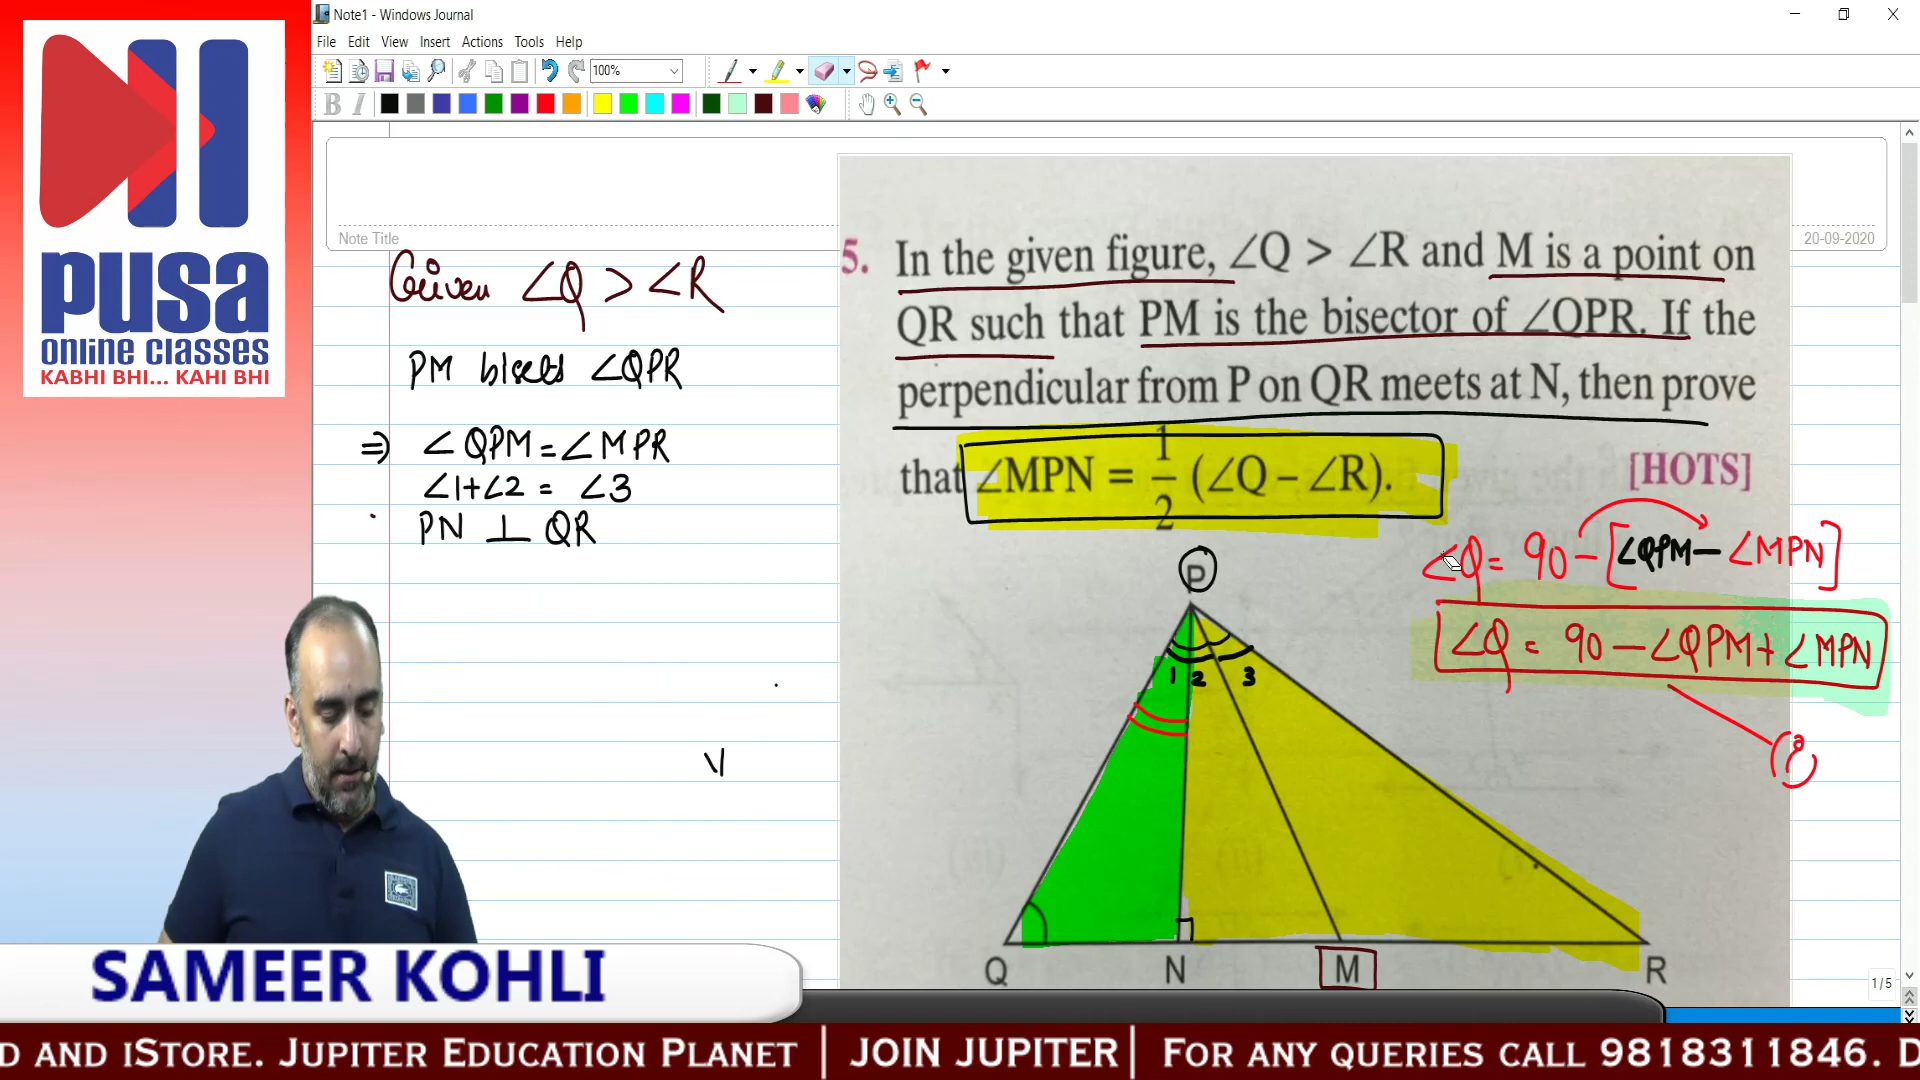 Note1 - Windows Journal
File Edit View Insert Actions Tools Help
100%
B I
Note Title
20-09-2020
pusa
online classes
KABHI BHI... KAHI BHI
Given ∠Q > ∠R
PM bisects ∠QPR
⇒ ∠QPM = ∠MPR
∠1+∠2 = ∠3
PN ⊥ QR
5. In the given figure, ∠Q > ∠R and M is a point on
QR such that PM is the bisector of ∠QPR. If the
perpendicular from P on QR meets at N, then prove
that ∠MPN = 1/2 (∠Q – ∠R).
[HOTS]
∠Q = 90 – [∠QPM – ∠MPN]
∠Q = 90 – ∠QPM + ∠MPN
(i)
P
1 2 3
Q N M R
1/5
SAMEER KOHLI
D AND iSTORE. JUPITER EDUCATION PLANET | JOIN JUPITER | FOR ANY QUERIES CALL 9818311846. D